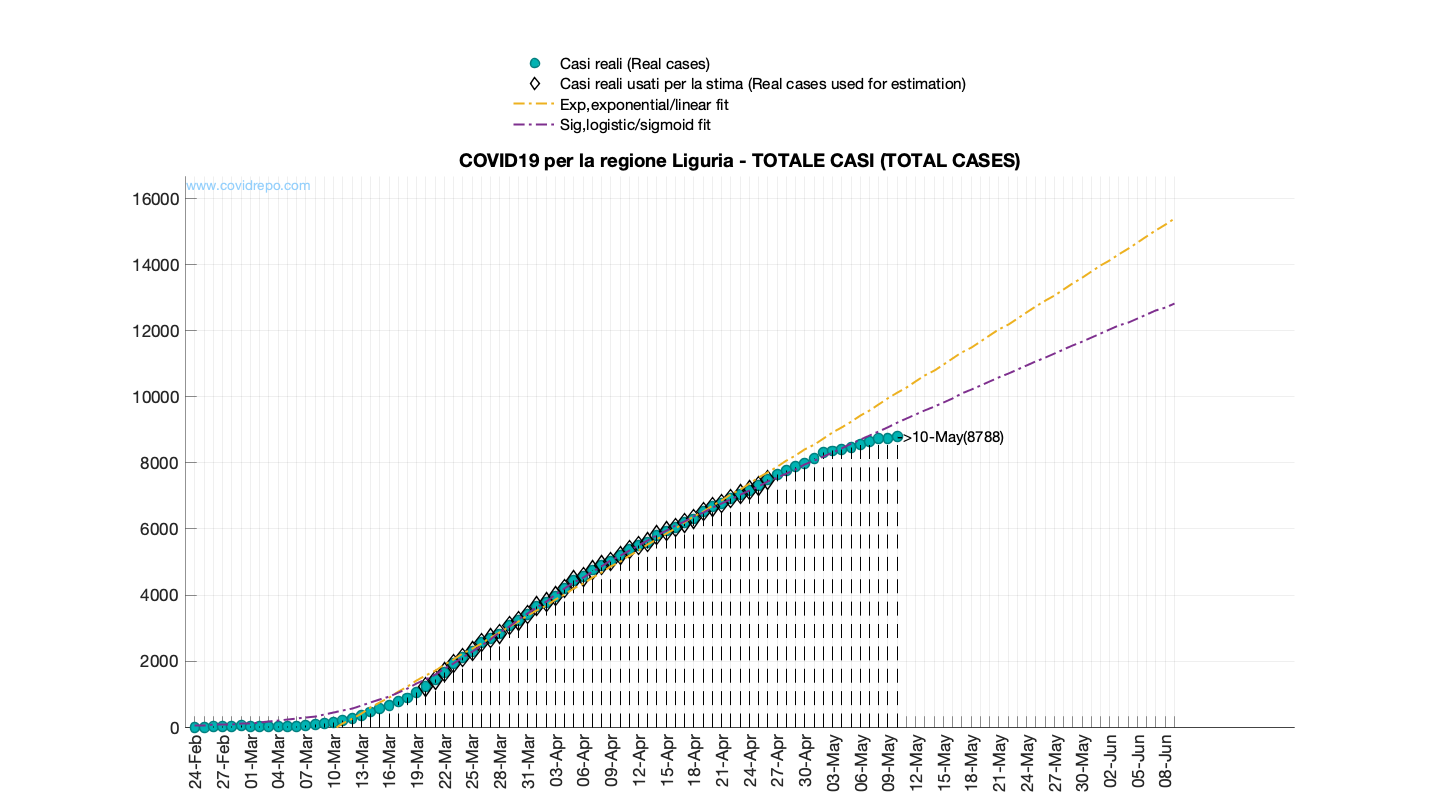 Casi reali (Real cases)
Casi reali usati per la stima (Real cases used for estimation)
Exp,exponential/linear fit
Sig,logistic/sigmoid fit
COVID19 per la regione Liguria - TOTALE CASI (TOTAL CASES)
www.covidrepo.com
16000
14000
12000
10000
8000
6000
4000
2000
0
->10-May(8788)
24-Feb
27-Feb
01-Mar
04-Mar
07-Mar
10-Mar
13-Mar
16-Mar
19-Mar
22-Mar
25-Mar
28-Mar
31-Mar
03-Apr
06-Apr
09-Apr
12-Apr
15-Apr
18-Apr
21-Apr
24-Apr
27-Apr
30-Apr
03-May
06-May
09-May
12-May
15-May
18-May
21-May
24-May
27-May
30-May
02-Jun
05-Jun
08-Jun